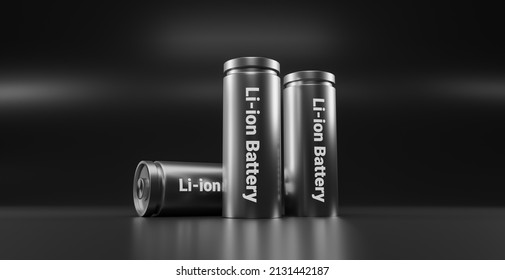 Li-ion
Li-ion Battery
Li-ion Battery
shutterstock.com · 2131442187